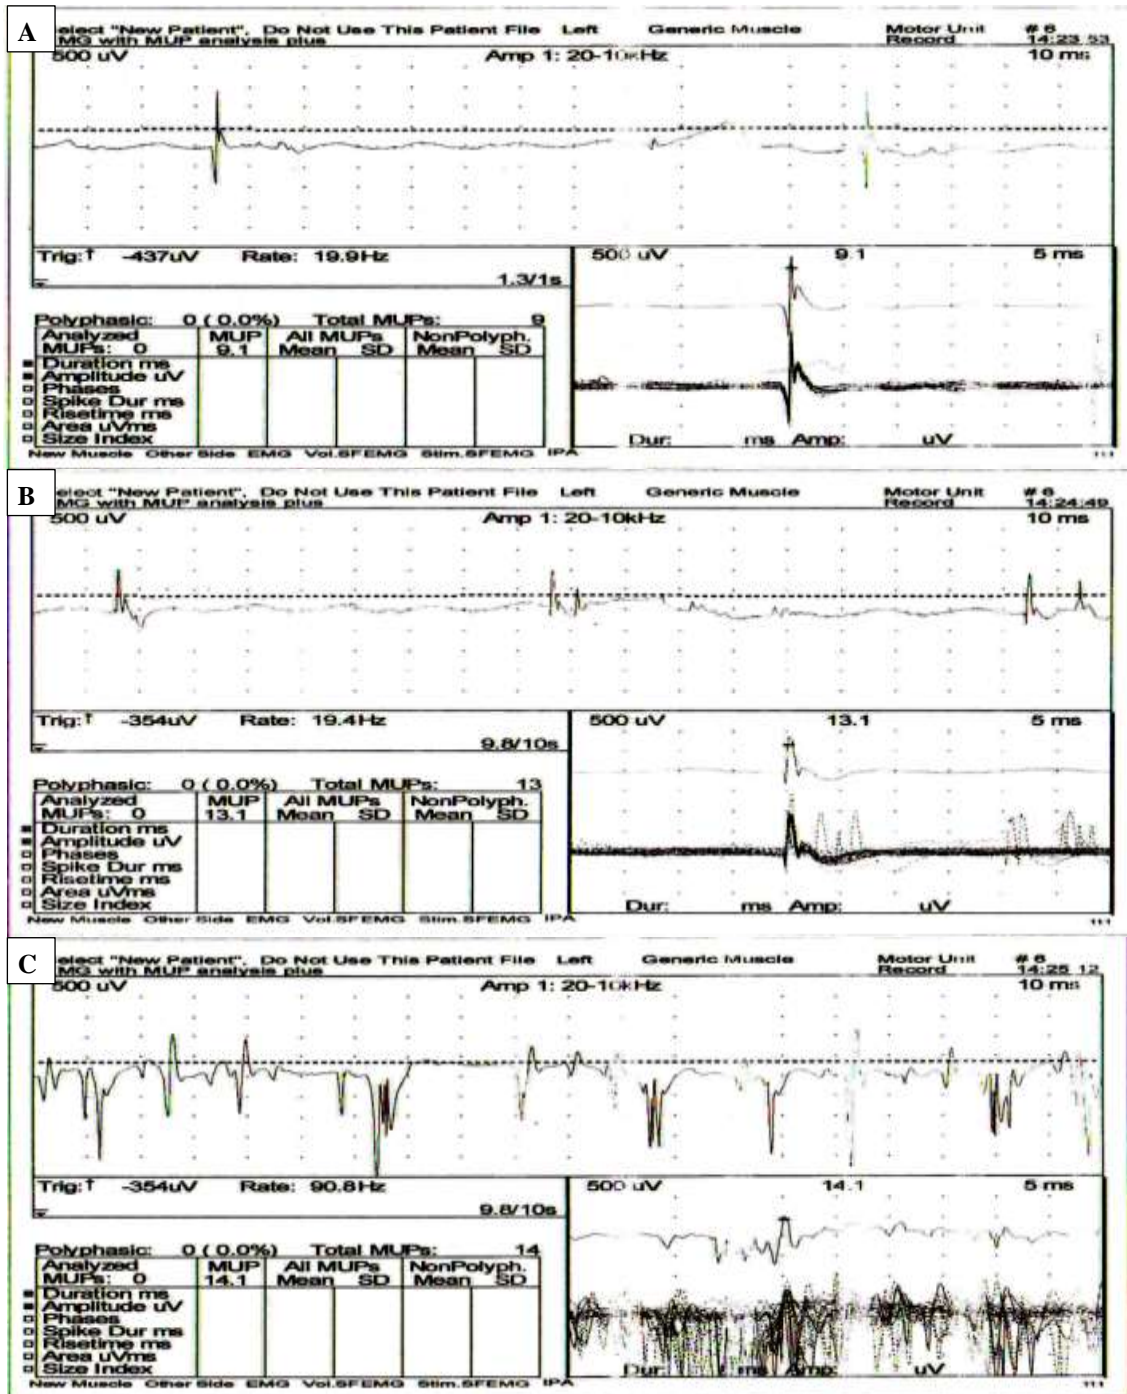 A
elect "New Patient", Do Not Use This Patient File Left Generic Muscle Motor Unit # 6
EMG with MUP analysis plus Record 14:23 53
500 uV Amp 1: 20-10kHz 10 ms
Trig:↑ -437uV Rate: 19.9Hz
1.3/1s
500 uV 9.1 5 ms
Polyphasic: 0 ( 0.0%) Total MUPs: 9
Analyzed MUP All MUPs NonPolyph.
MUPs: 0 9.1 Mean SD Mean SD
Duration ms
Amplitude uV
Phases
Spike Dur ms
Risetime ms
Area uVms
Size Index
Dur: ms Amp: uV
New Muscle Other Side EMG Vol.SFEMG Stim.SFEMG IPA
B
elect "New Patient", Do Not Use This Patient File Left Generic Muscle Motor Unit # 6
EMG with MUP analysis plus Record 14:24:49
500 uV Amp 1: 20-10kHz 10 ms
Trig:↑ -354uV Rate: 19.4Hz
9.8/10s
500 uV 13.1 5 ms
Polyphasic: 0 ( 0.0%) Total MUPs: 13
Analyzed MUP All MUPs NonPolyph.
MUPs: 0 13.1 Mean SD Mean SD
Duration ms
Amplitude uV
Phases
Spike Dur ms
Risetime ms
Area uVms
Size Index
Dur: ms Amp: uV
New Muscle Other Side EMG Vol.SFEMG Stim.SFEMG IPA
C
elect "New Patient", Do Not Use This Patient File Left Generic Muscle Motor Unit # 6
EMG with MUP analysis plus Record 14:25 12
500 uV Amp 1: 20-10kHz 10 ms
Trig:↑ -354uV Rate: 90.8Hz
9.8/10s
500 uV 14.1 5 ms
Polyphasic: 0 ( 0.0%) Total MUPs: 14
Analyzed MUP All MUPs NonPolyph.
MUPs: 0 14.1 Mean SD Mean SD
Duration ms
Amplitude uV
Phases
Spike Dur ms
Risetime ms
Area uVms
Size Index
Dur: ms Amp: uV
New Muscle Other Side EMG Vol.SFEMG Stim.SFEMG IPA